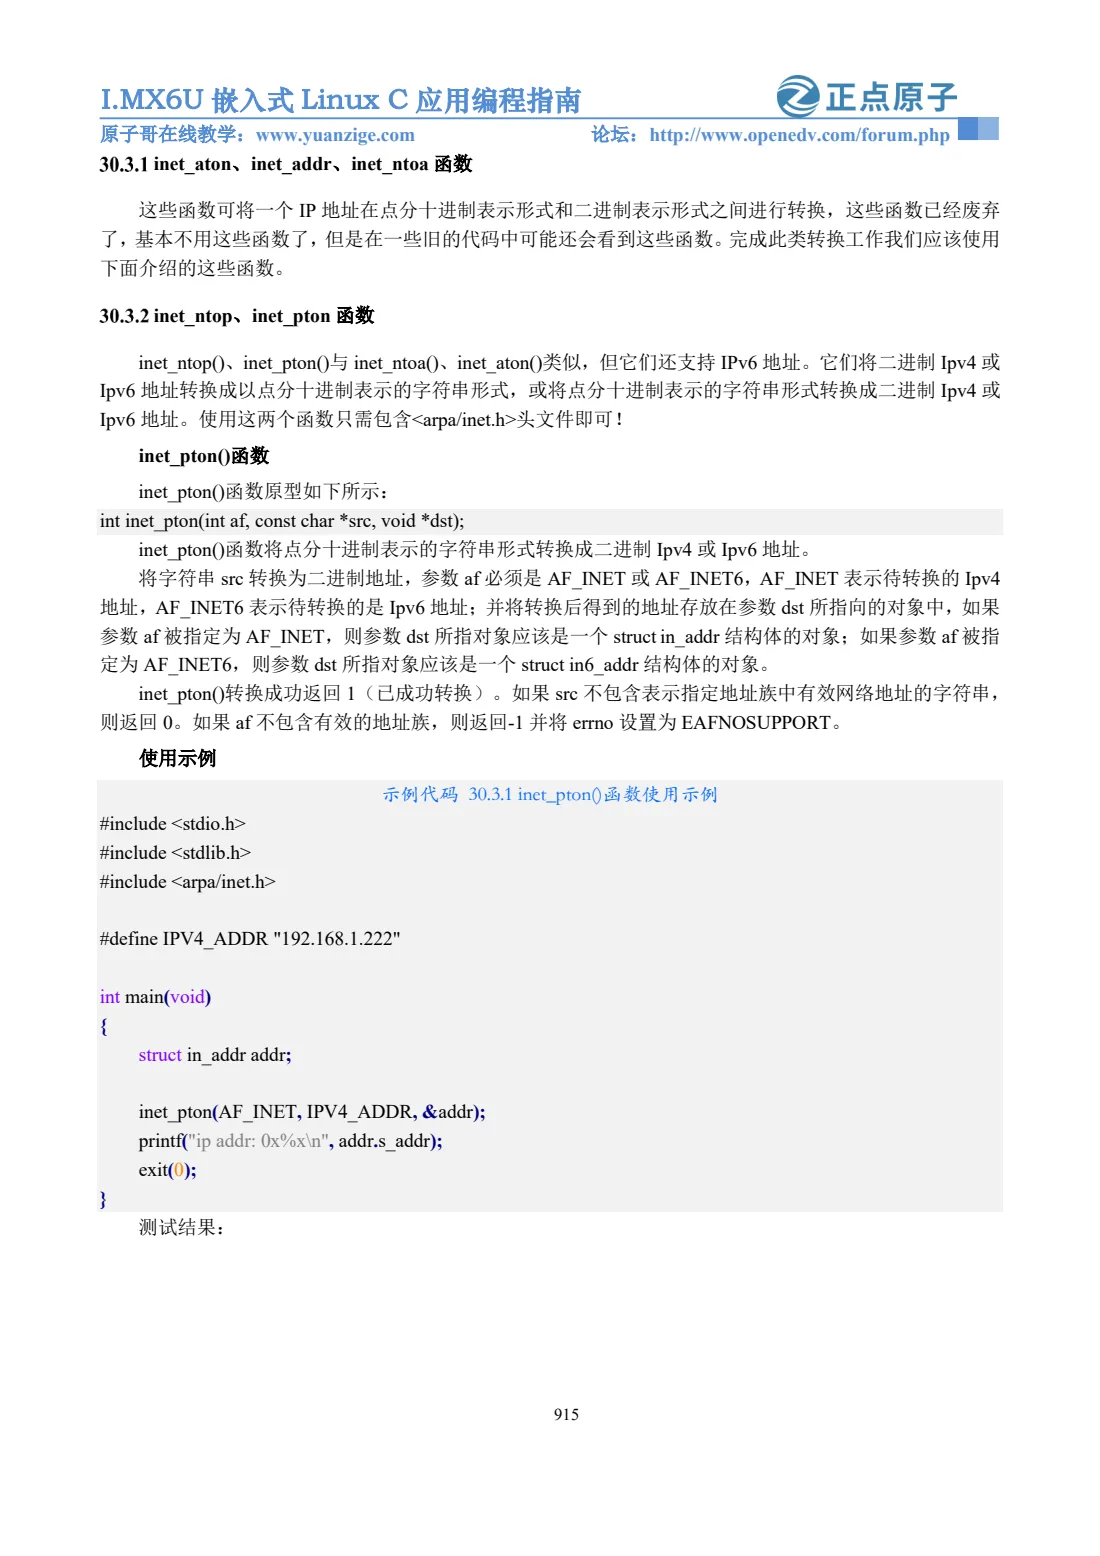 I.MX6U 嵌入式 Linux C 应用编程指南
正点原子
原子哥在线教学：www.yuanzige.com 论坛：http://www.openedv.com/forum.php
30.3.1 inet_aton、inet_addr、inet_ntoa 函数
这些函数可将一个 IP 地址在点分十进制表示形式和二进制表示形式之间进行转换，这些函数已经废弃
了，基本不用这些函数了，但是在一些旧的代码中可能还会看到这些函数。完成此类转换工作我们应该使用
下面介绍的这些函数。
30.3.2 inet_ntop、inet_pton 函数
inet_ntop()、inet_pton()与 inet_ntoa()、inet_aton()类似，但它们还支持 IPv6 地址。它们将二进制 Ipv4 或
Ipv6 地址转换成以点分十进制表示的字符串形式，或将点分十进制表示的字符串形式转换成二进制 Ipv4 或
Ipv6 地址。使用这两个函数只需包含<arpa/inet.h>头文件即可！
inet_pton()函数
inet_pton()函数原型如下所示：
int inet_pton(int af, const char *src, void *dst);
inet_pton()函数将点分十进制表示的字符串形式转换成二进制 Ipv4 或 Ipv6 地址。
将字符串 src 转换为二进制地址，参数 af 必须是 AF_INET 或 AF_INET6，AF_INET 表示待转换的 Ipv4
地址，AF_INET6 表示待转换的是 Ipv6 地址；并将转换后得到的地址存放在参数 dst 所指向的对象中，如果
参数 af 被指定为 AF_INET，则参数 dst 所指对象应该是一个 struct in_addr 结构体的对象；如果参数 af 被指
定为 AF_INET6，则参数 dst 所指对象应该是一个 struct in6_addr 结构体的对象。
inet_pton()转换成功返回 1（已成功转换）。如果 src 不包含表示指定地址族中有效网络地址的字符串，
则返回 0。如果 af 不包含有效的地址族，则返回-1 并将 errno 设置为 EAFNOSUPPORT。
使用示例
示例代码 30.3.1 inet_pton()函数使用示例
#include <stdio.h>
#include <stdlib.h>
#include <arpa/inet.h>
#define IPV4_ADDR "192.168.1.222"
int main(void)
{
struct in_addr addr;
inet_pton(AF_INET, IPV4_ADDR, &addr);
printf("ip addr: 0x%x\n", addr.s_addr);
exit(0);
}
测试结果：
915